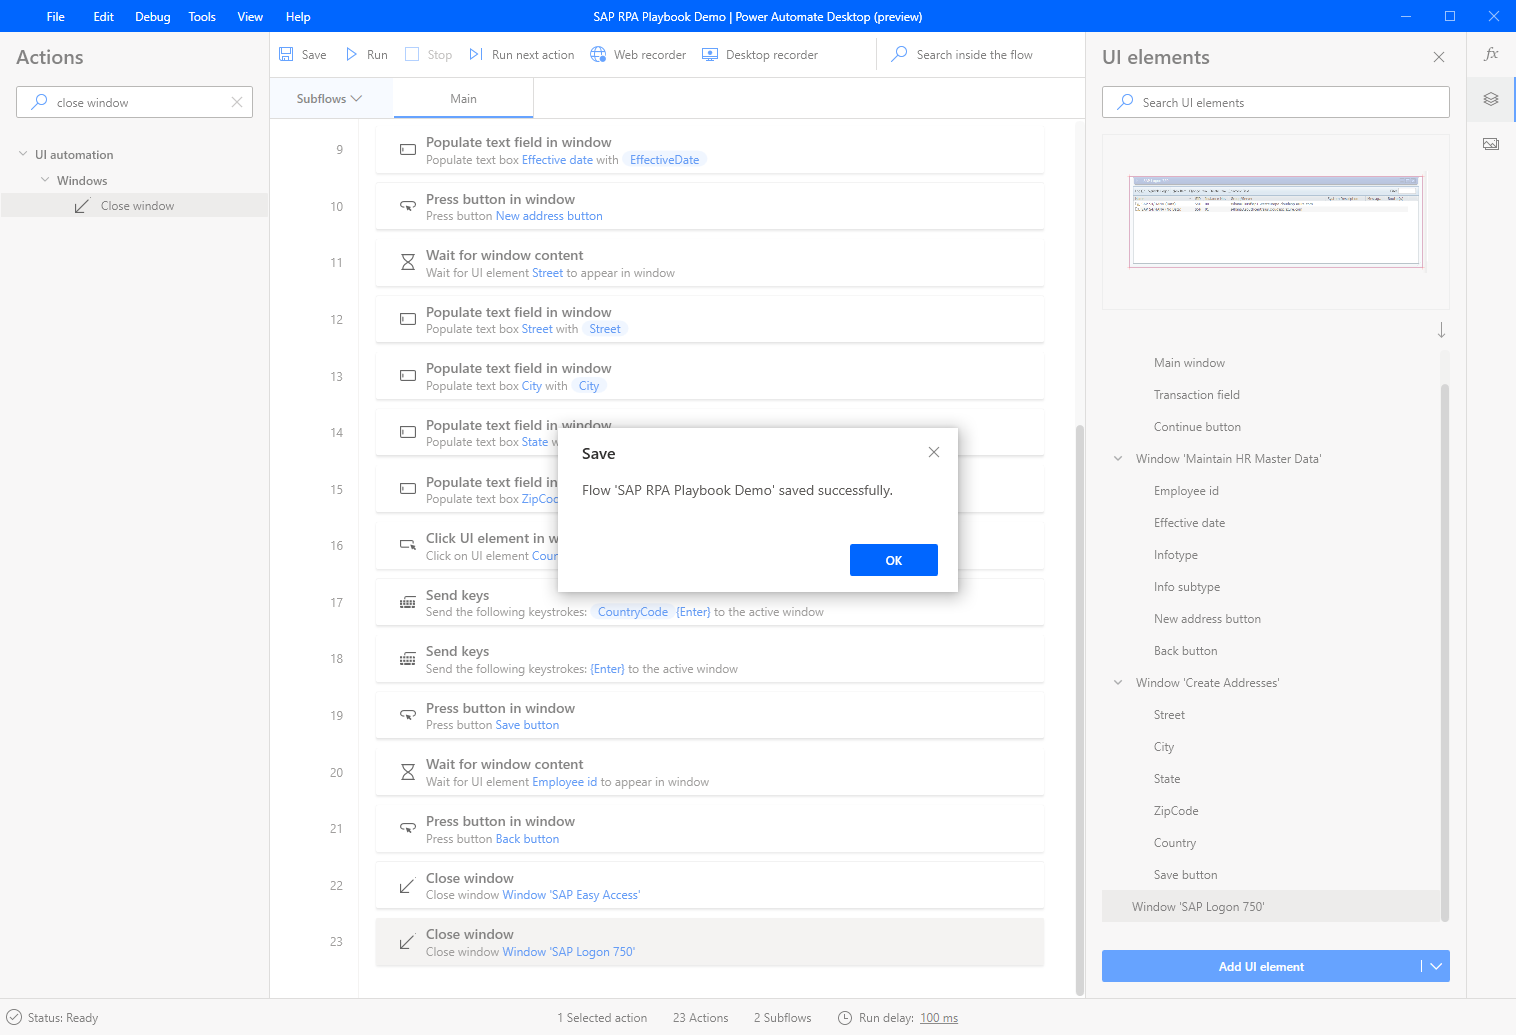 File Edit Debug Tools View Help
SAP RPA Playbook Demo | Power Automate Desktop (preview)
Actions
close window
UI automation
Windows
Close window
Save Run Stop Run next action Web recorder Desktop recorder Search inside the flow
Subflows Main
9 Populate text field in window
Populate text box Effective date with EffectiveDate
10 Press button in window
Press button New address button
11 Wait for window content
Wait for UI element Street to appear in window
12 Populate text field in window
Populate text box Street with Street
13 Populate text field in window
Populate text box City with City
14 Populate text field in window
Populate text box State w
15 Populate text field in
Populate text box ZipCo
16 Click UI element in w
Click on UI element Cour
17 Send keys
Send the following keystrokes: CountryCode {Enter} to the active window
18 Send keys
Send the following keystrokes: {Enter} to the active window
19 Press button in window
Press button Save button
20 Wait for window content
Wait for UI element Employee id to appear in window
21 Press button in window
Press button Back button
22 Close window
Close window Window 'SAP Easy Access'
23 Close window
Close window Window 'SAP Logon 750'
Save
Flow 'SAP RPA Playbook Demo' saved successfully.
OK
UI elements
Search UI elements
Main window
Transaction field
Continue button
Window 'Maintain HR Master Data'
Employee id
Effective date
Infotype
Info subtype
New address button
Back button
Window 'Create Addresses'
Street
City
State
ZipCode
Country
Save button
Window 'SAP Logon 750'
Add UI element
fx
Status: Ready 1 Selected action 23 Actions 2 Subflows Run delay: 100 ms